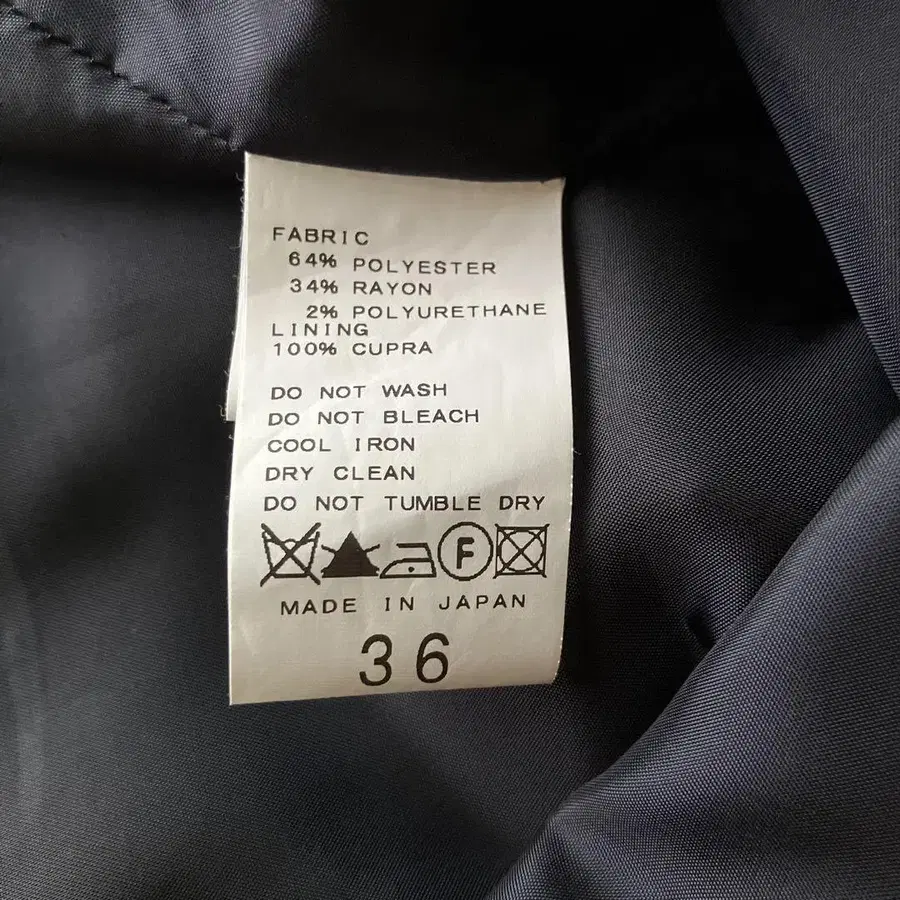 FABRIC
64% POLYESTER
34% RAYON
2% POLYURETHANE
LINING
100% CUPRA
DO NOT WASH
DO NOT BLEACH
COOL IRON
DRY CLEAN
DO NOT TUMBLE DRY
F
MADE IN JAPAN
36